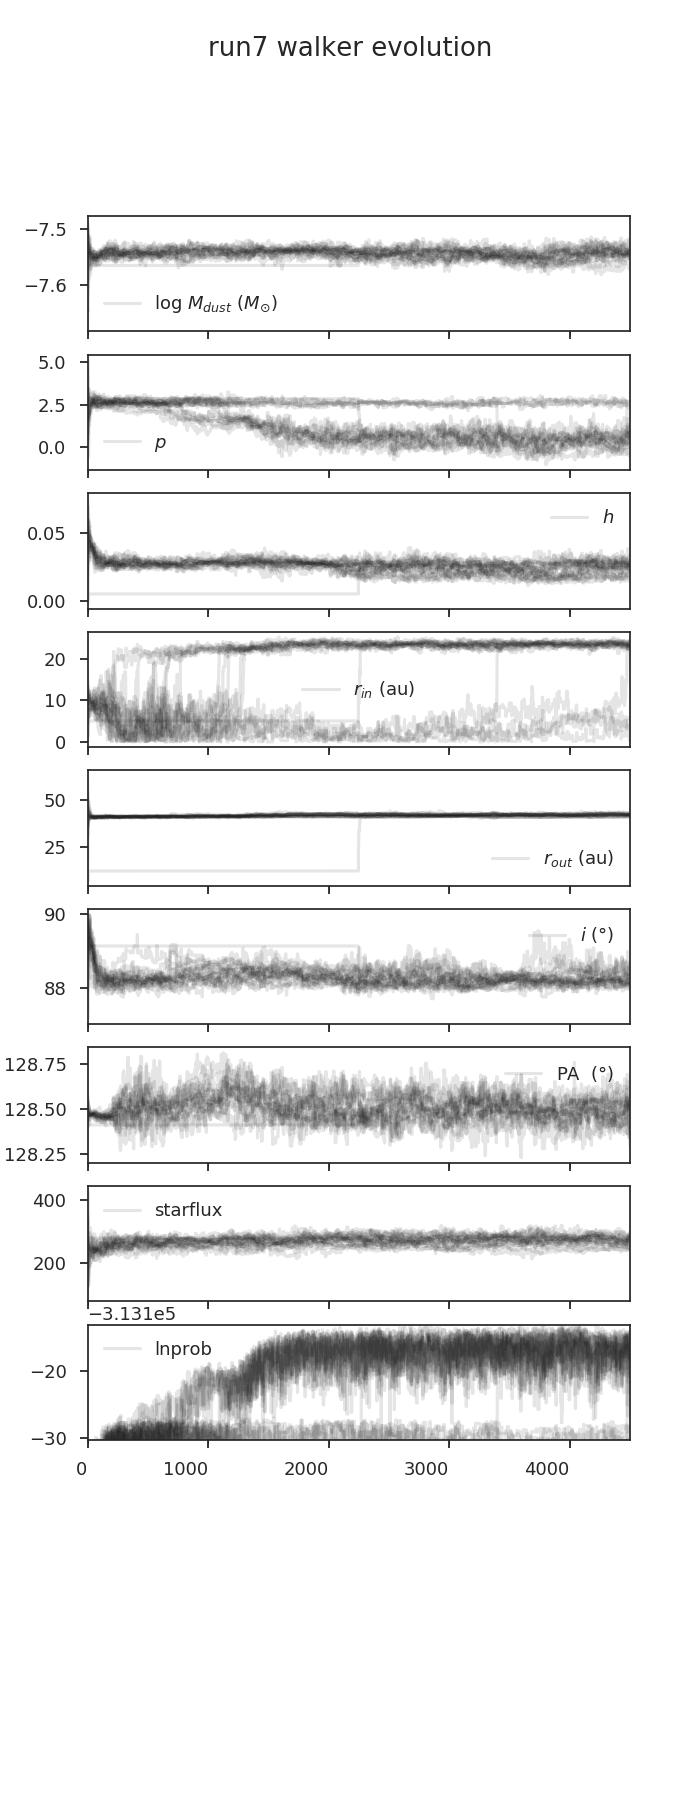 run7 walker evolution
−7.5
−7.6
log M_dust (M_⊙)
5.0
2.5
0.0
p
0.05
0.00
h
20
10
0
r_in (au)
50
25
r_out (au)
90
88
i (°)
128.75
128.50
128.25
PA (°)
400
200
starflux
−3.131e5
−20
−30
lnprob
0 1000 2000 3000 4000